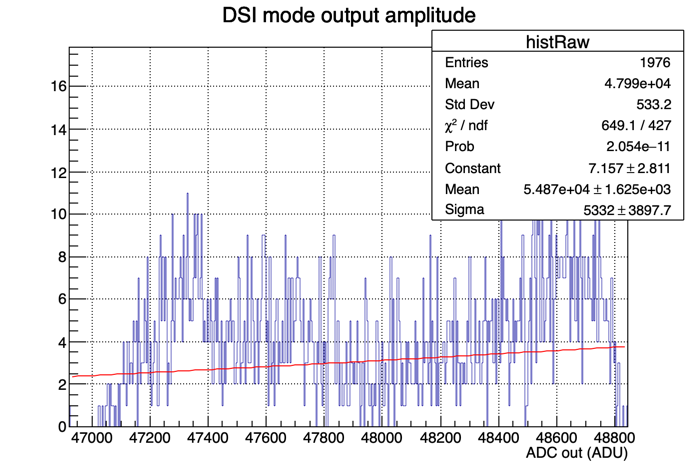 DSI mode output amplitude
histRaw
Entries 1976
Mean 4.799e+04
Std Dev 533.2
χ² / ndf 649.1 / 427
Prob 2.054e−11
Constant 7.157 ± 2.811
Mean 5.487e+04 ± 1.625e+03
Sigma 5332 ± 3897.7
16
14
12
10
8
6
4
2
0
47000 47200 47400 47600 47800 48000 48200 48400 48600 48800
ADC out (ADU)